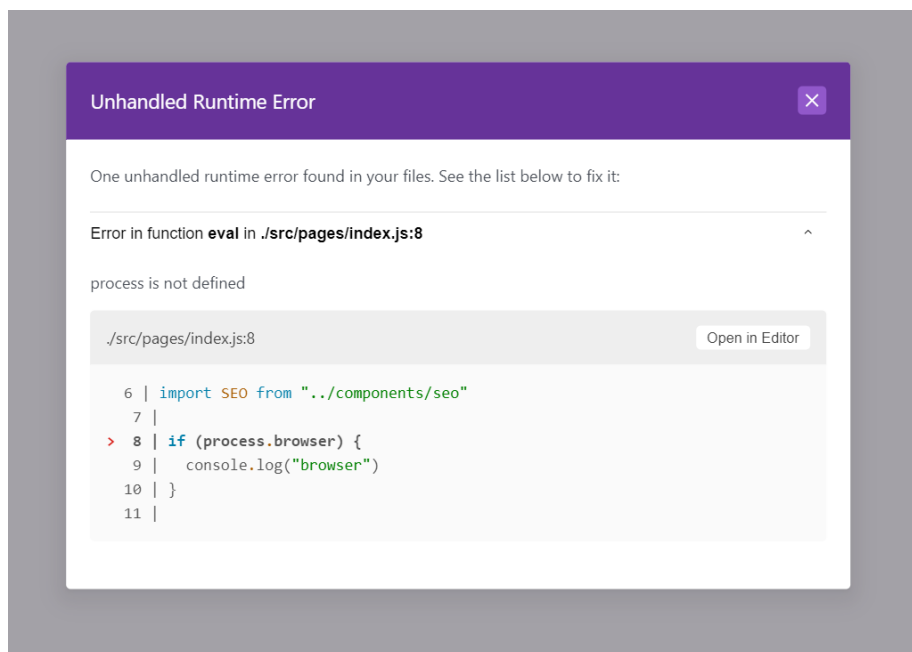 Unhandled Runtime Error
One unhandled runtime error found in your files. See the list below to fix it:
Error in function eval in ./src/pages/index.js:8
process is not defined
./src/pages/index.js:8
Open in Editor
6 | import SEO from "../components/seo"
7 |
> 8 | if (process.browser) {
9 |   console.log("browser")
10 | }
11 |